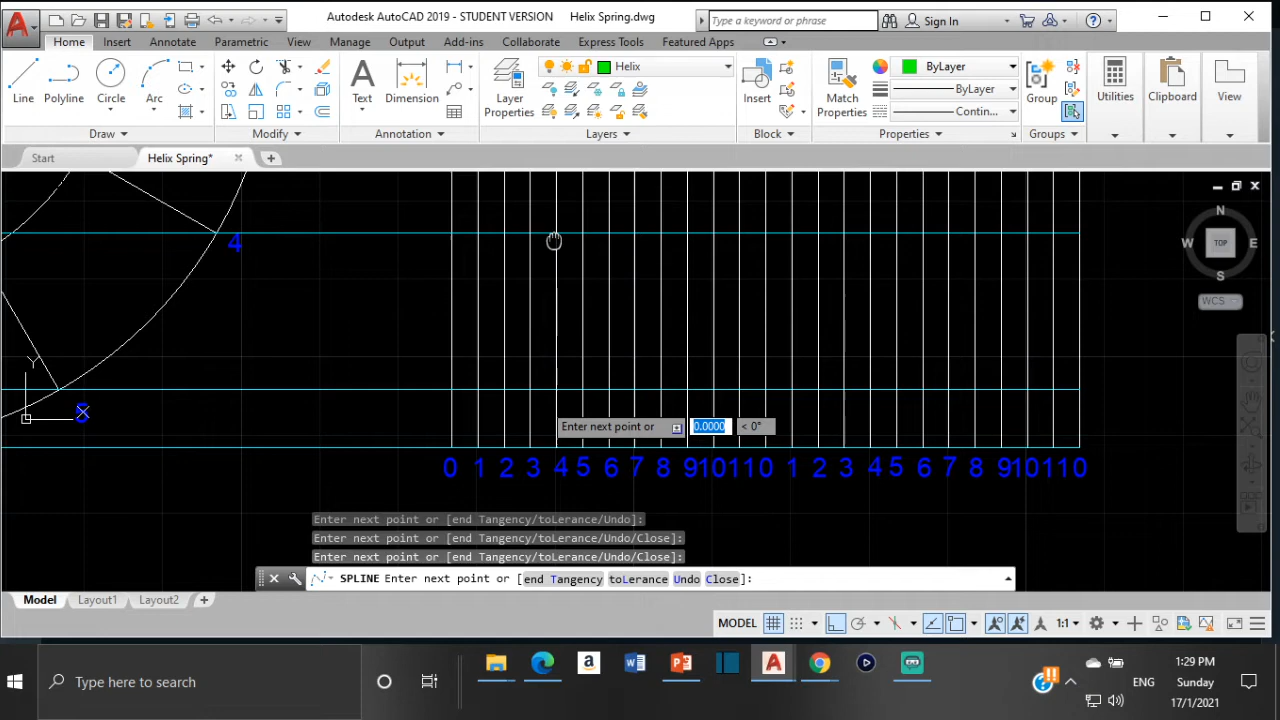 Autodesk AutoCAD 2019 - STUDENT VERSION Helix Spring.dwg Type a keyword or phrase Sign In
Home Insert Annotate Parametric View Manage Output Add-ins Collaborate Express Tools Featured Apps
Helix ByLayer
ByLayer
Contin...
Line Polyline Circle Arc Text Dimension Layer Properties Insert Match Properties Group Utilities Clipboard View
Draw Modify Annotation Layers Block Properties Groups
Start Helix Spring*
N
W TOP E
S
WCS
4
Y
Enter next point or 0.0000 < 0°
0 1 2 3 4 5 6 7 8 9 10 11 0 1 2 3 4 5 6 7 8 9 10 11 0
Enter next point or [end Tangency/toLerance/Undo]:
Enter next point or [end Tangency/toLerance/Undo/Close]:
Enter next point or [end Tangency/toLerance/Undo/Close]:
SPLINE Enter next point or [end Tangency toLerance Undo Close]:
Model Layout1 Layout2 +
MODEL 1:1
Type here to search
ENG
1:29 PM
Sunday
17/1/2021